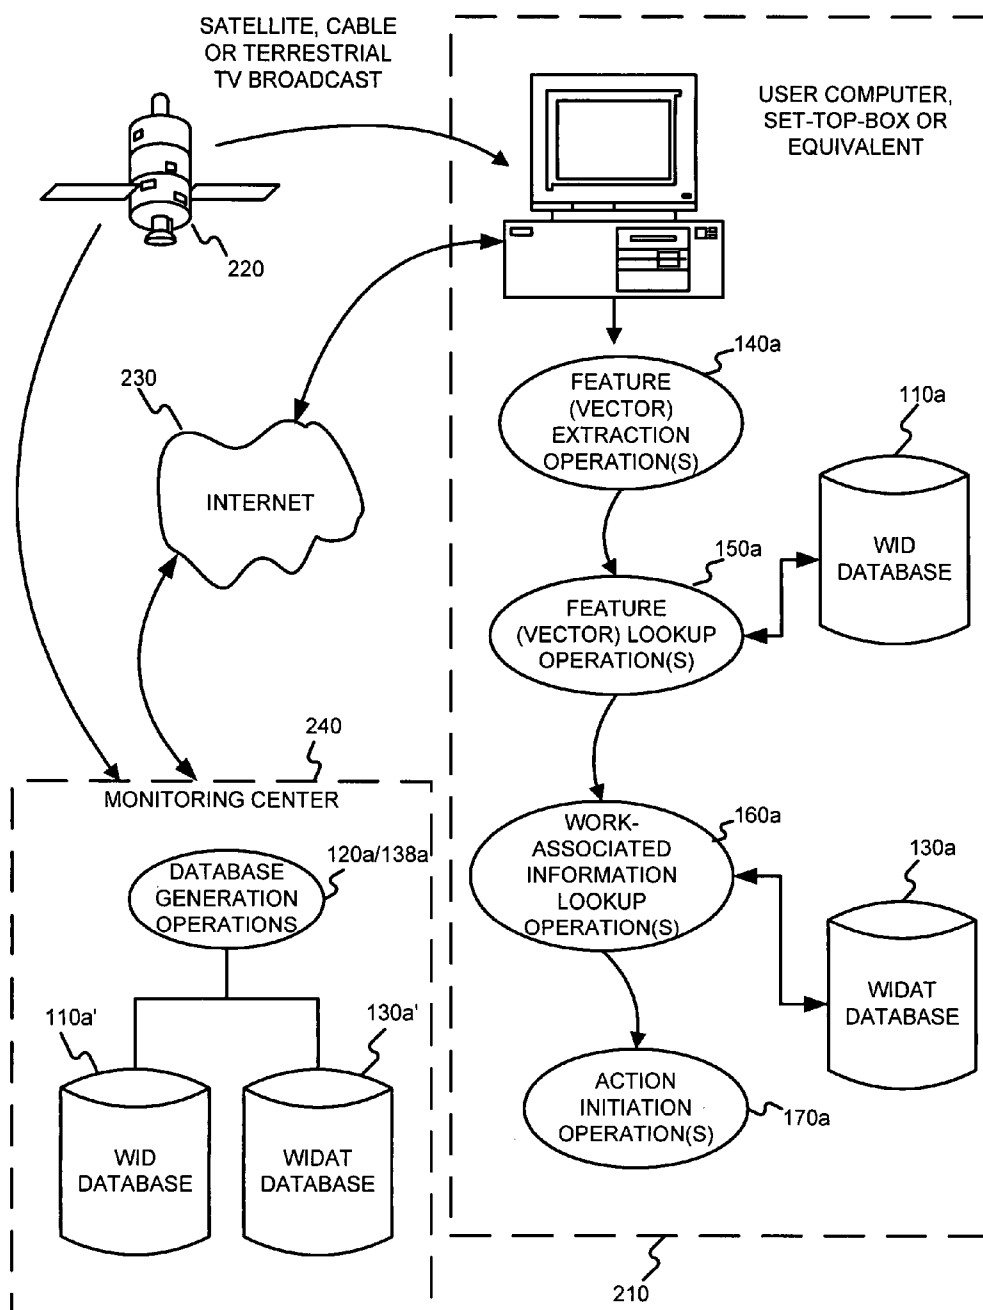 SATELLITE, CABLE
OR TERRESTRIAL
TV BROADCAST
USER COMPUTER,
SET-TOP-BOX OR
EQUIVALENT
220
140a
FEATURE
(VECTOR)
EXTRACTION
OPERATION(S)
230
INTERNET
110a
WID
DATABASE
150a
FEATURE
(VECTOR) LOOKUP
OPERATION(S)
240
MONITORING CENTER
160a
WORK-
ASSOCIATED
INFORMATION
LOOKUP
OPERATION(S)
120a/138a
DATABASE
GENERATION
OPERATIONS
130a
WIDAT
DATABASE
110a'
130a'
WID
DATABASE
WIDAT
DATABASE
ACTION
INITIATION
OPERATION(S)
170a
210